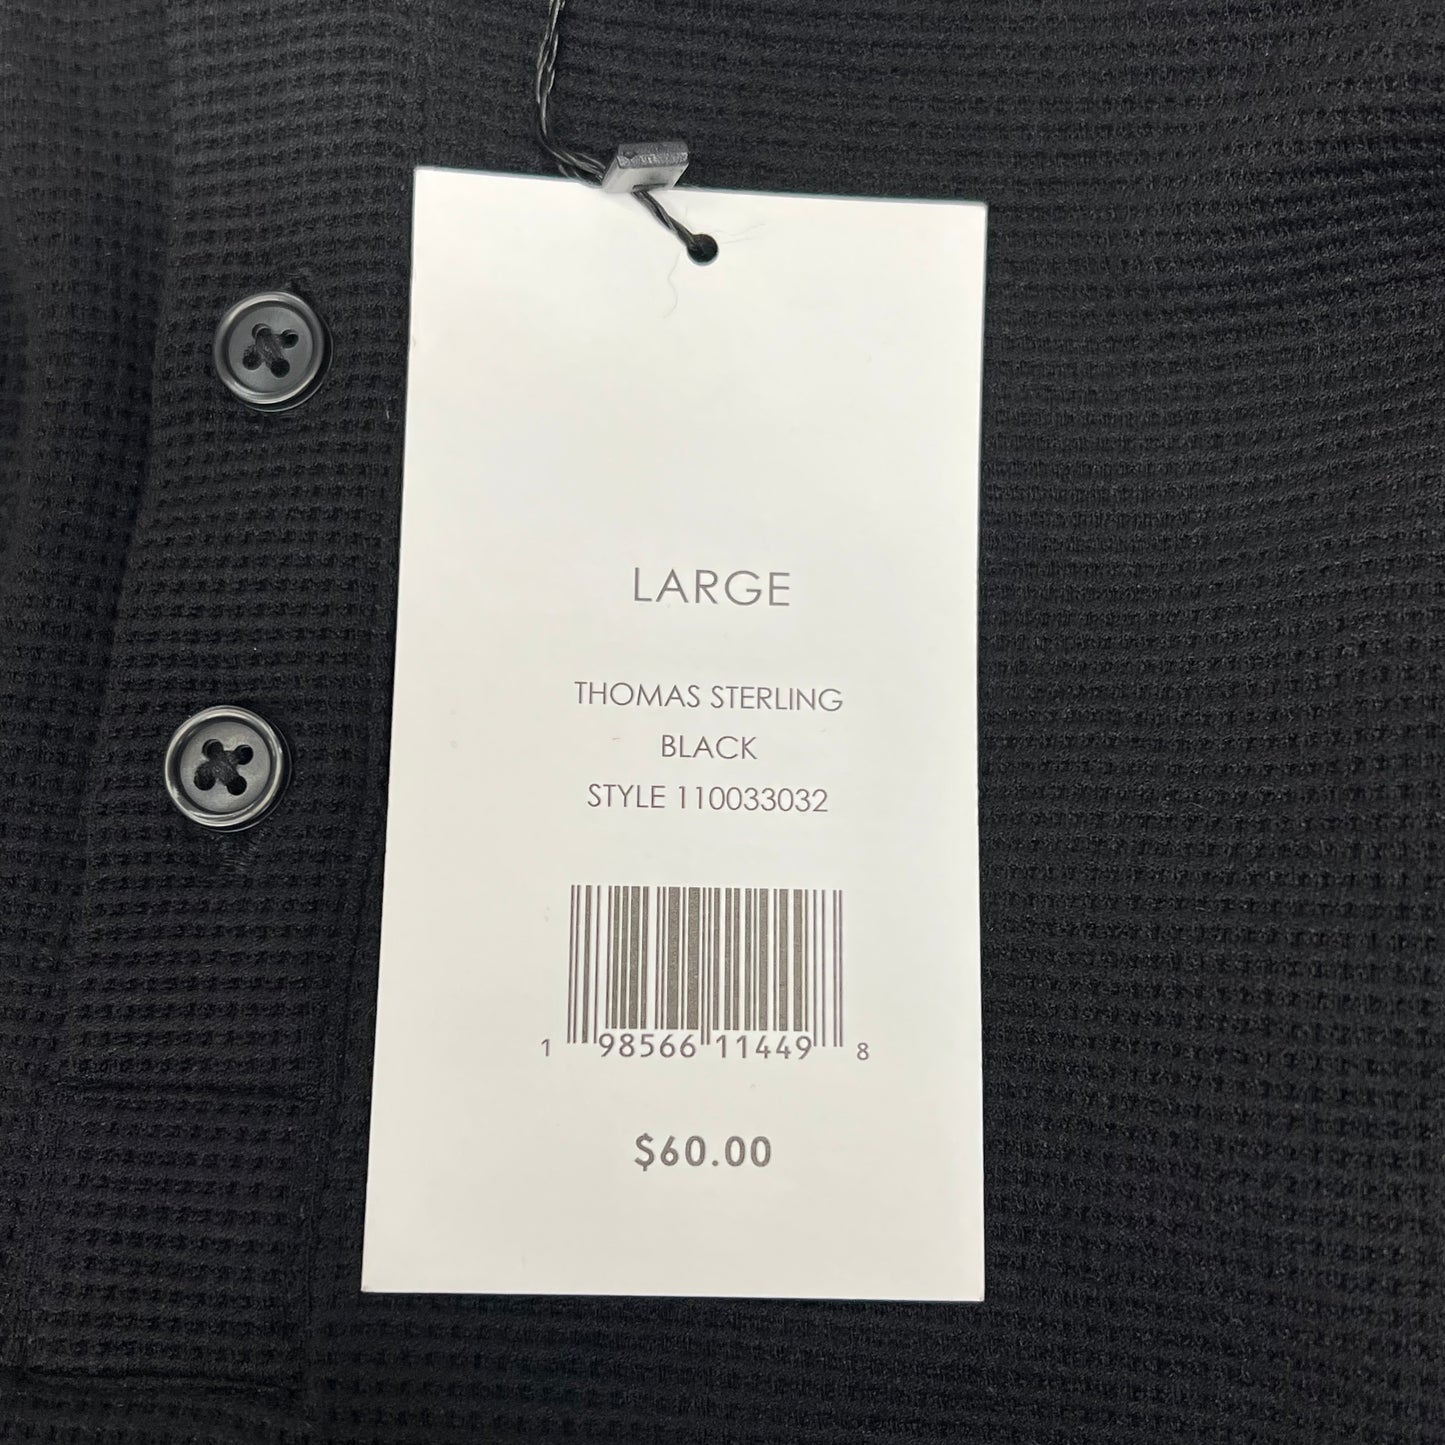 LARGE
THOMAS STERLING
BLACK
STYLE 110033032
1 98566 11449 8
$60.00